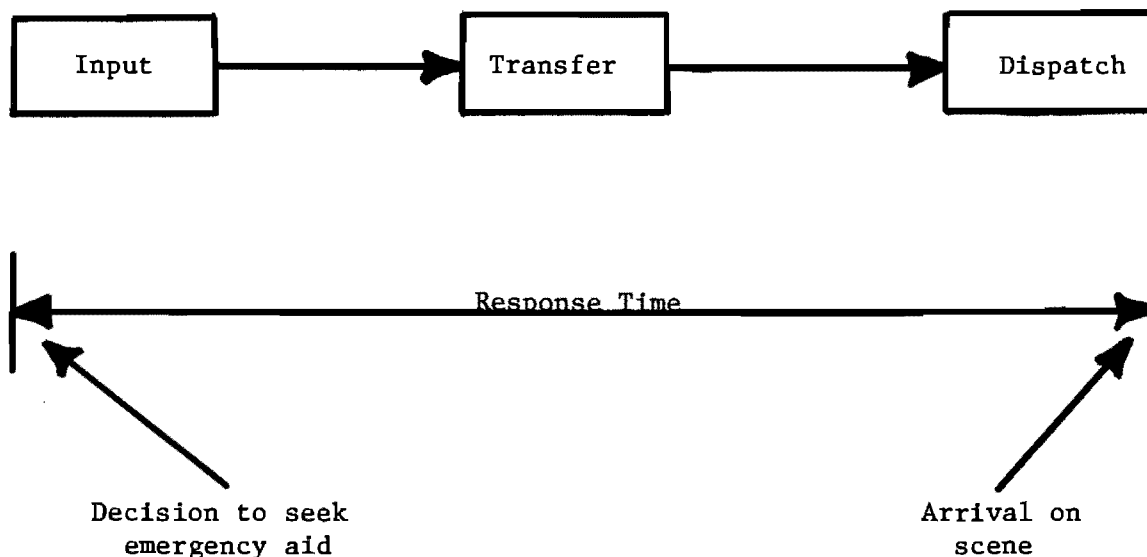 Input
Transfer
Dispatch
Response Time
Decision to seek
emergency aid
Arrival on
scene